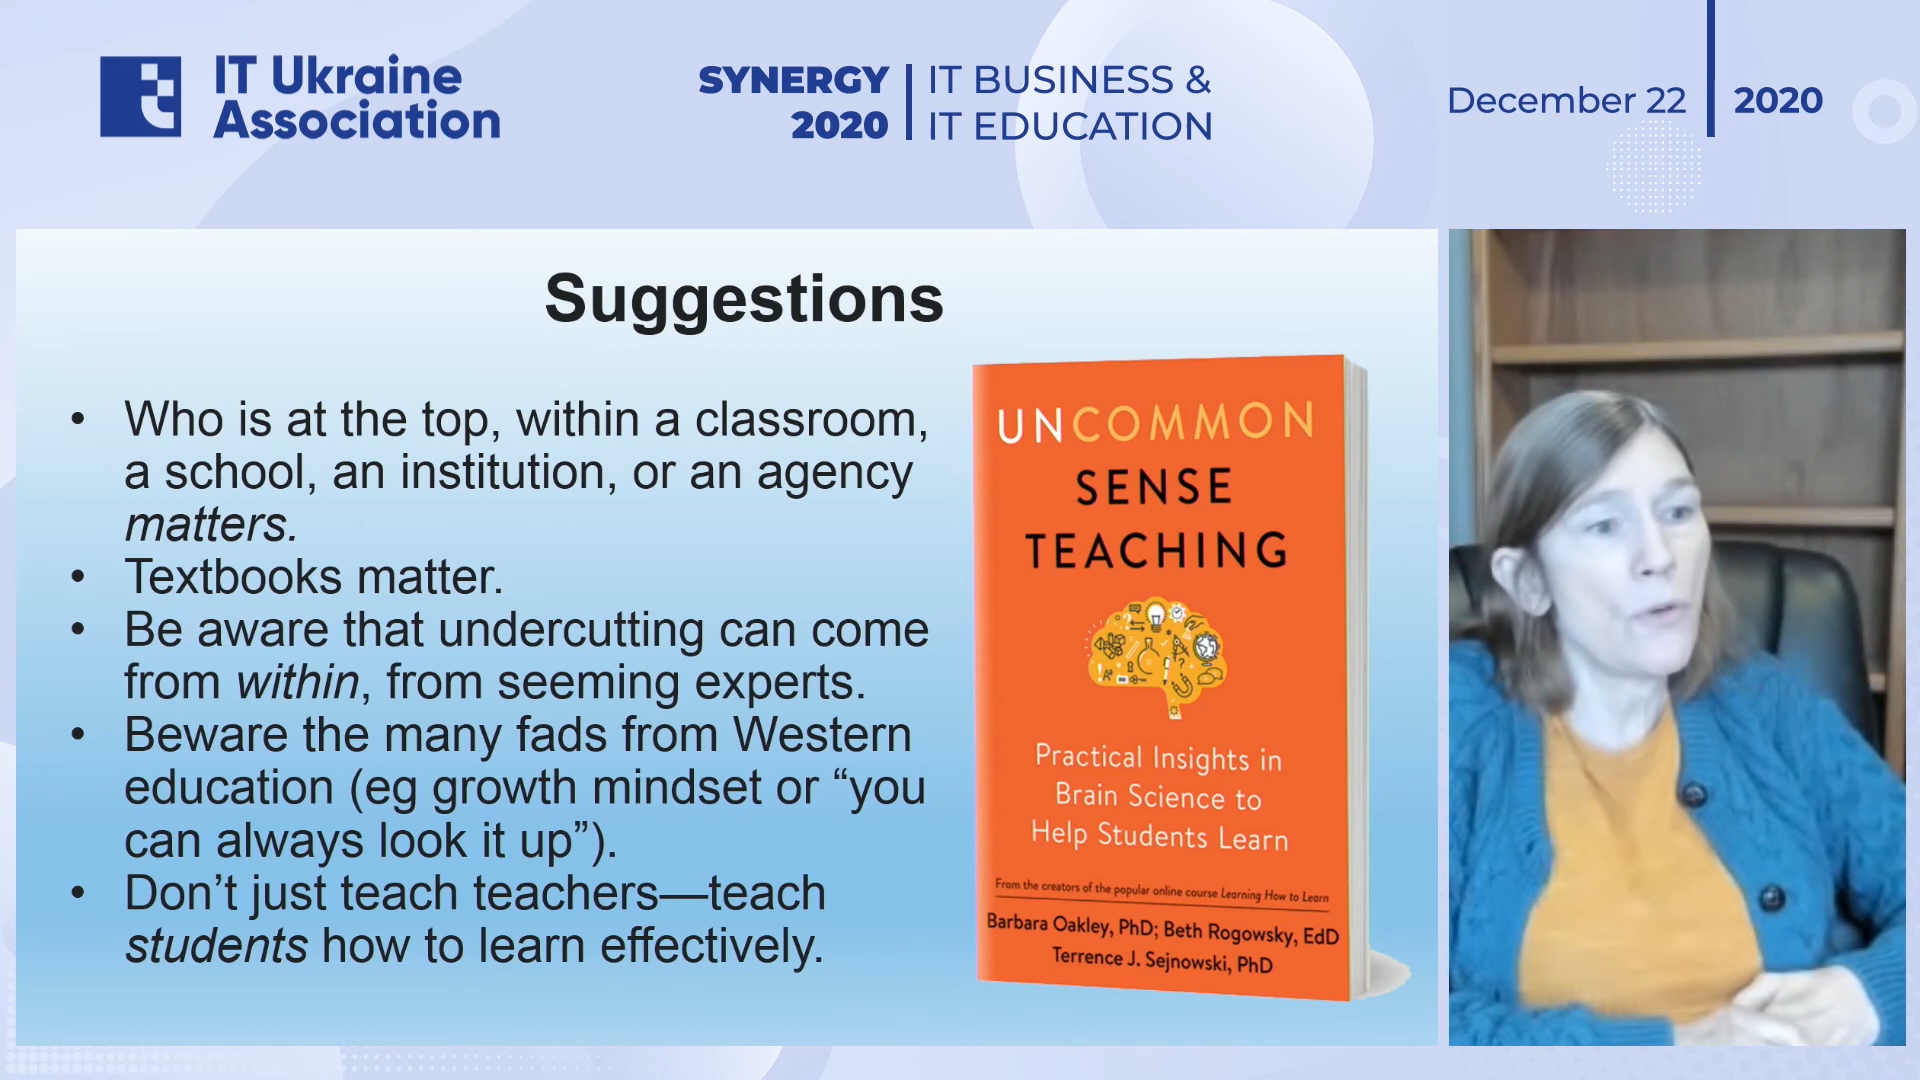 IT Ukraine
Association
SYNERGY
2020
IT BUSINESS &
IT EDUCATION
December 22
2020
Suggestions
• Who is at the top, within a classroom,
a school, an institution, or an agency
matters.
• Textbooks matter.
• Be aware that undercutting can come
from within, from seeming experts.
• Beware the many fads from Western
education (eg growth mindset or “you
can always look it up”).
• Don’t just teach teachers—teach
students how to learn effectively.
UNCOMMON
SENSE
TEACHING
Practical Insights in
Brain Science to
Help Students Learn
From the creators of the popular online course Learning How to Learn
Barbara Oakley, PhD; Beth Rogowsky, EdD
Terrence J. Sejnowski, PhD